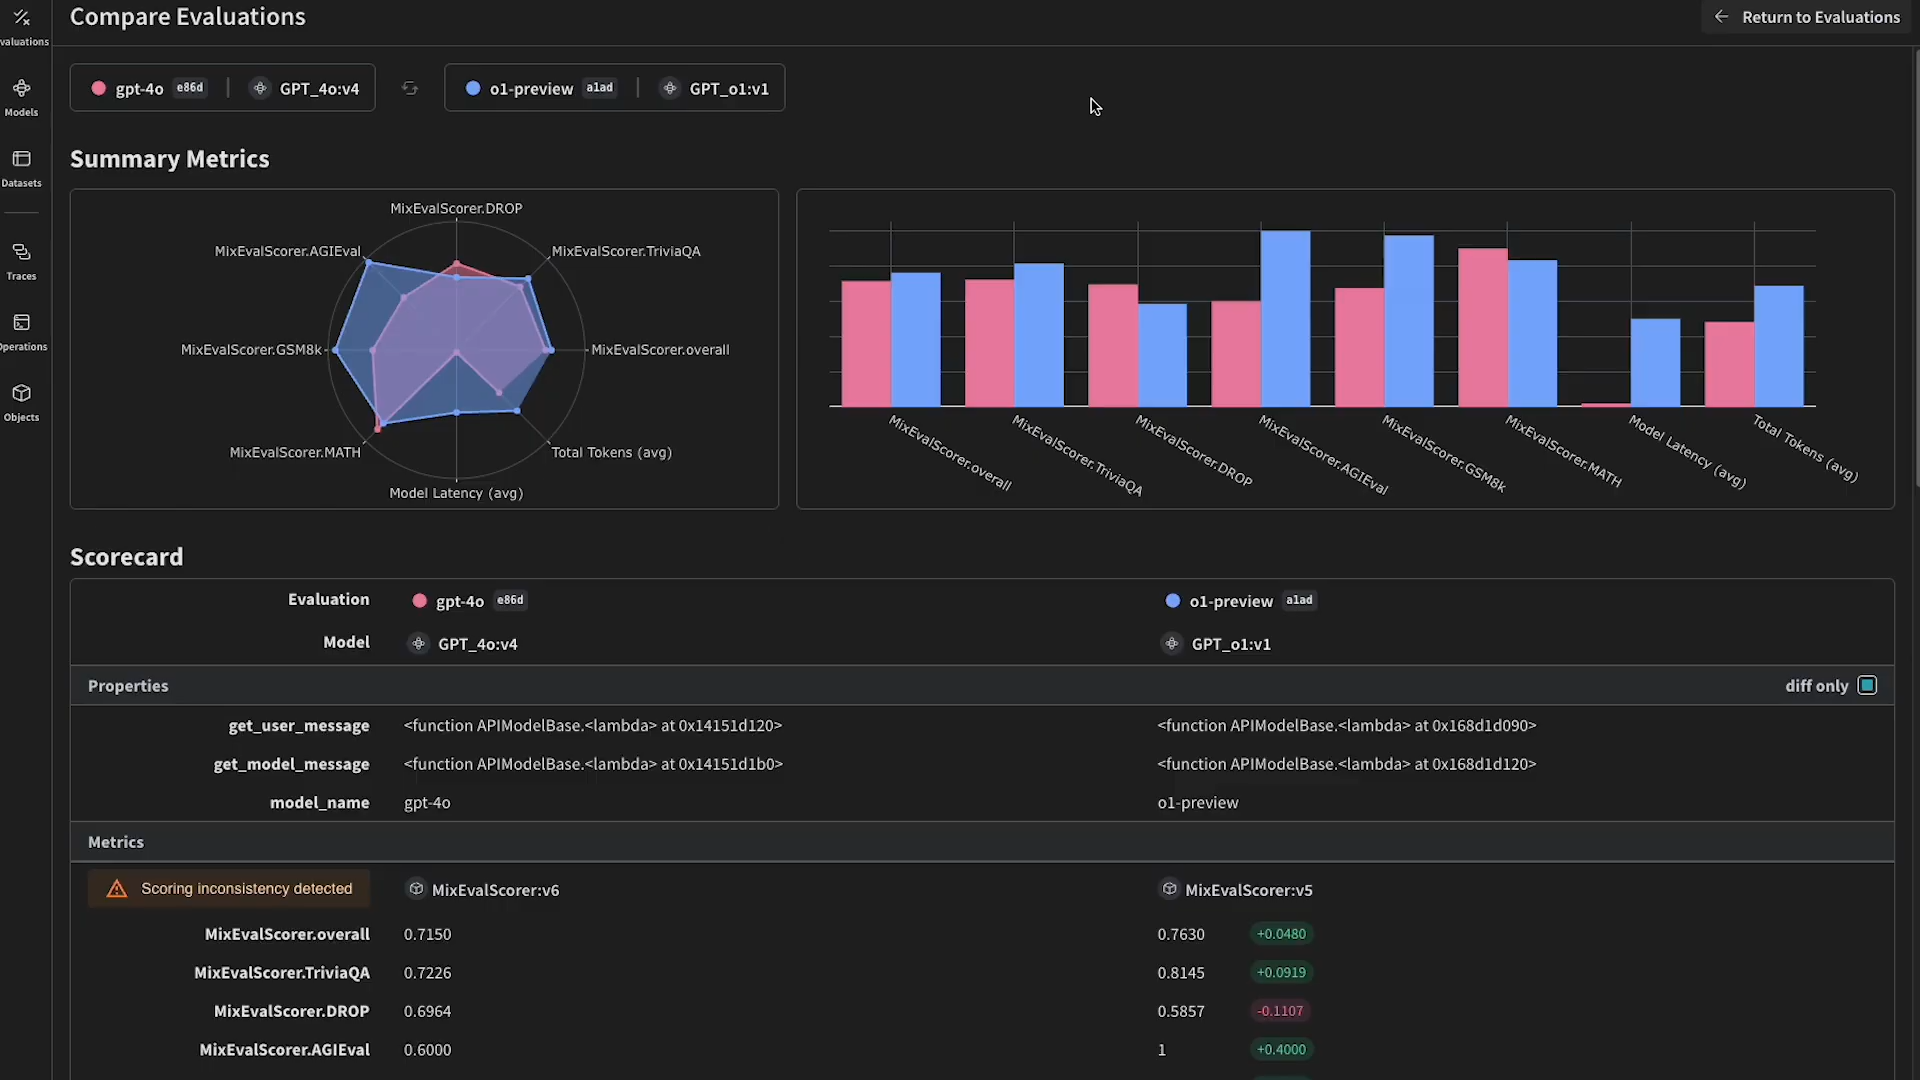 Compare Evaluations
Return to Evaluations
valuations
Models
Datasets
Traces
Operations
Objects
gpt-4o e86d | GPT_4o:v4
o1-preview a1ad | GPT_o1:v1
Summary Metrics
MixEvalScorer.DROP
MixEvalScorer.AGIEval
MixEvalScorer.TriviaQA
MixEvalScorer.GSM8k
MixEvalScorer.overall
MixEvalScorer.MATH
Total Tokens (avg)
Model Latency (avg)
MixEvalScorer.overall
MixEvalScorer.TriviaQA
MixEvalScorer.DROP
MixEvalScorer.AGIEval
MixEvalScorer.GSM8k
MixEvalScorer.MATH
Model Latency (avg)
Total Tokens (avg)
Scorecard
Evaluation gpt-4o e86d o1-preview a1ad
Model GPT_4o:v4 GPT_o1:v1
Properties diff only
get_user_message <function APIModelBase.<lambda> at 0x14151d120> <function APIModelBase.<lambda> at 0x168d1d090>
get_model_message <function APIModelBase.<lambda> at 0x14151d1b0> <function APIModelBase.<lambda> at 0x168d1d120>
model_name gpt-4o o1-preview
Metrics
Scoring inconsistency detected MixEvalScorer:v6 MixEvalScorer:v5
MixEvalScorer.overall 0.7150 0.7630 +0.0480
MixEvalScorer.TriviaQA 0.7226 0.8145 +0.0919
MixEvalScorer.DROP 0.6964 0.5857 -0.1107
MixEvalScorer.AGIEval 0.6000 1 +0.4000